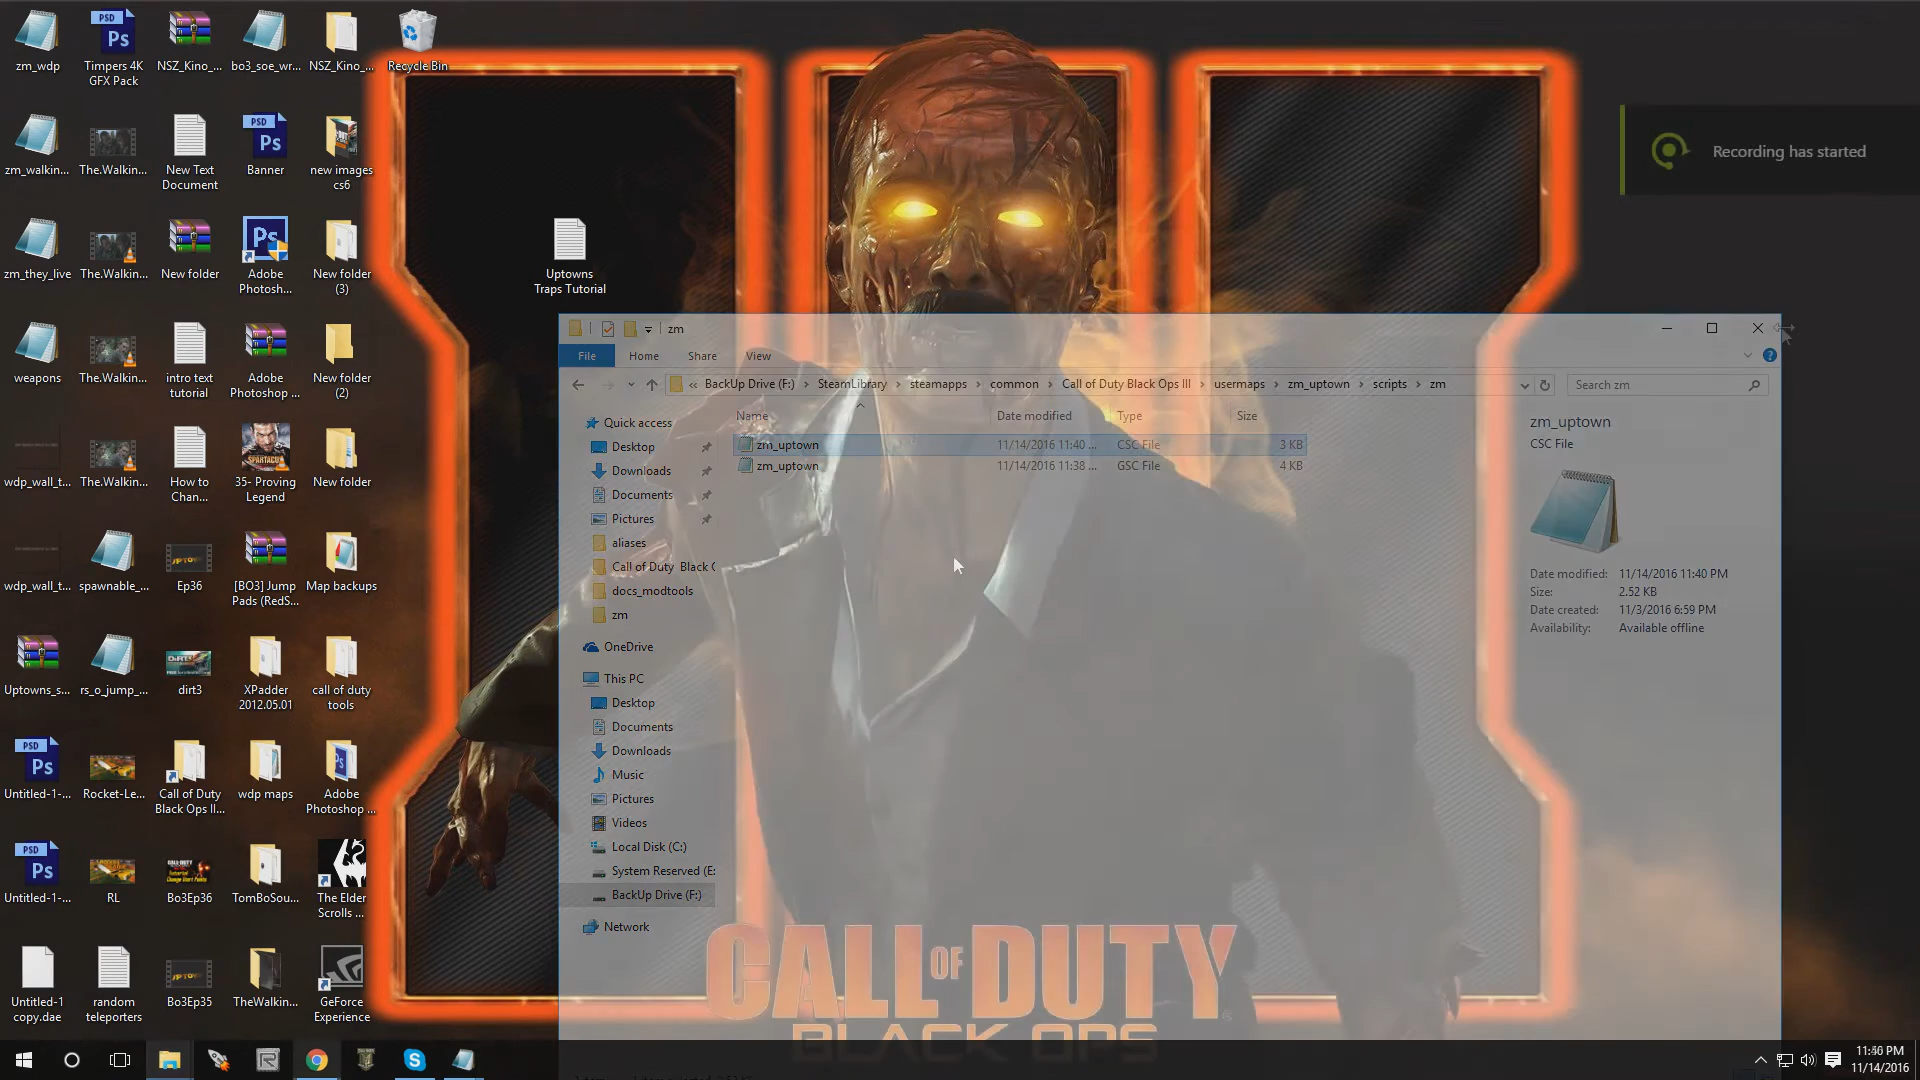 zm_wdp
Timpers 4K
GFX Pack
NSZ_Kino_...
bo3_soe_wr...
NSZ_Kino_...
Recycle Bin
zm_walkin...
The.Walkin...
New Text
Document
Banner
new images
cs6
zm_they_live
The.Walkin...
New folder
Adobe
Photosh...
New folder
(3)
Uptowns
Traps Tutorial
weapons
The.Walkin...
intro text
tutorial
Adobe
Photoshop ...
New folder
(2)
wdp_wall_t...
The.Walkin...
How to
Chan...
35- Proving
Legend
New folder
wdp_wall_t...
spawnable_...
Ep36
[BO3] Jump
Pads (RedS...
Map backups
Uptowns_s...
rs_o_jump_...
dirt3
XPadder
2012.05.01
call of duty
tools
Untitled-1-...
Rocket-Le...
Call of Duty
Black Ops II...
wdp maps
Adobe
Photoshop ...
Untitled-1-...
RL
Bo3Ep36
TomBoSou...
The Elder
Scrolls ...
Untitled-1
copy.dae
random
teleporters
Bo3Ep35
TheWalkin...
GeForce
Experience
Recording has started
zm
File Home Share View
« BackUp Drive (F:) › SteamLibrary › steamapps › common › Call of Duty Black Ops III › usermaps › zm_uptown › scripts › zm
Search zm
Name Date modified Type Size
zm_uptown 11/14/2016 11:40 ... CSC File 3 KB
zm_uptown 11/14/2016 11:38 ... GSC File 4 KB
Quick access
Desktop
Downloads
Documents
Pictures
aliases
Call of Duty Black O
docs_modtools
zm
OneDrive
This PC
Desktop
Documents
Downloads
Music
Pictures
Videos
Local Disk (C:)
System Reserved (E:
BackUp Drive (F:)
Network
zm_uptown
CSC File
Date modified: 11/14/2016 11:40 PM
Size: 2.52 KB
Date created: 11/3/2016 6:59 PM
Availability: Available offline
CALL OF DUTY
BLACK OPS
11/14/2016